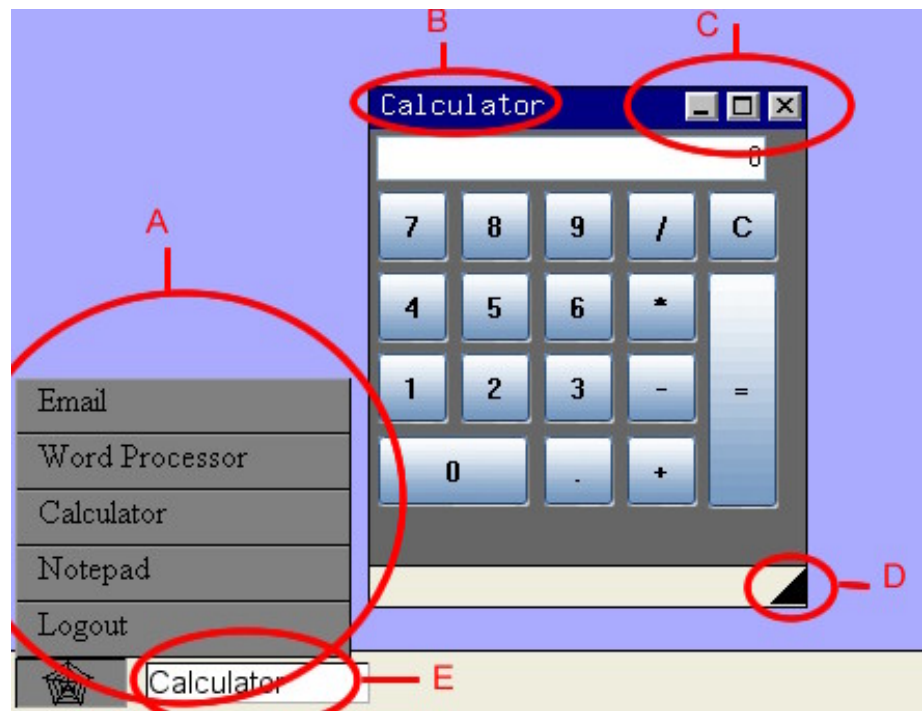 B
C
Calculator
0
7 8 9 / C
A
4 5 6 *
1 2 3 - =
Email
Word Processor
0 . +
Calculator
Notepad
D
Logout
Calculator
E